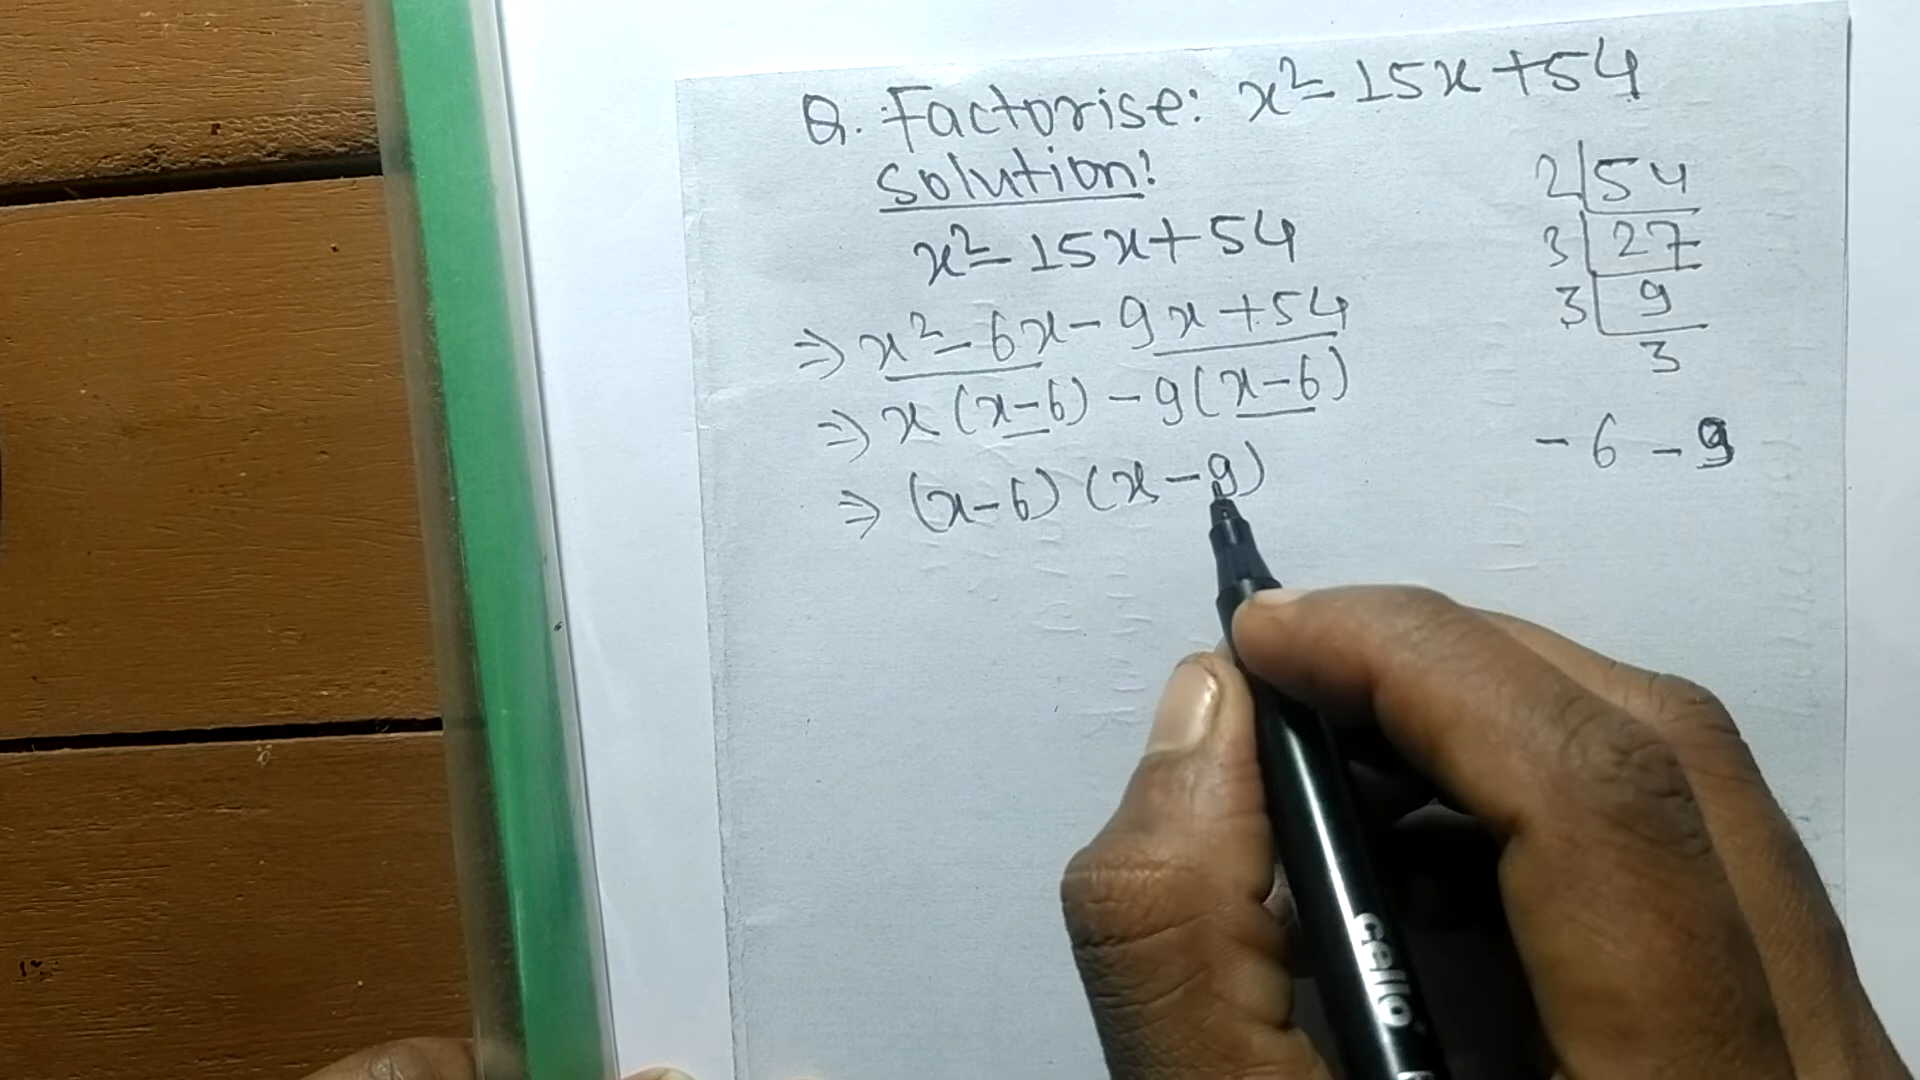 Q. Factorise: x² - 15x + 54
Solution:
x² - 15x + 54
⇒ x² - 6x - 9x + 54
⇒ x (x - 6) - 9 (x - 6)
⇒ (x - 6) (x - 9)
2 | 54
3 | 27
3 | 9
3
- 6 - 9
cello